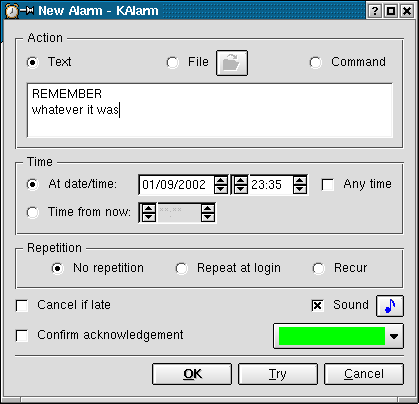 New Alarm - KAlarm
Action
Text File Command
REMEMBER
whatever it was
Time
At date/time: 01/09/2002 23:35 Any time
Time from now: **:**
Repetition
No repetition Repeat at login Recur
Cancel if late Sound
Confirm acknowledgement
OK Try Cancel